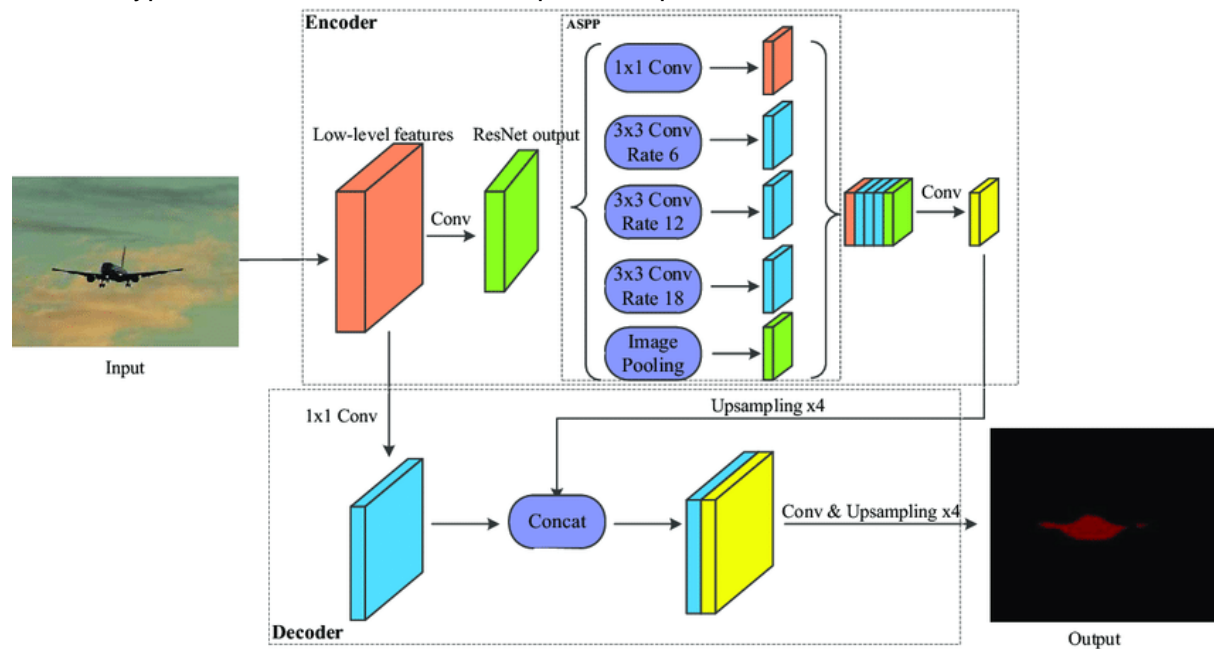 Encoder
ASPP
1x1 Conv
Low-level features
ResNet output
3x3 Conv
Rate 6
Conv
3x3 Conv
Rate 12
Conv
3x3 Conv
Rate 18
Image
Pooling
Input
1x1 Conv
Upsampling x4
Concat
Conv & Upsampling x4
Decoder
Output